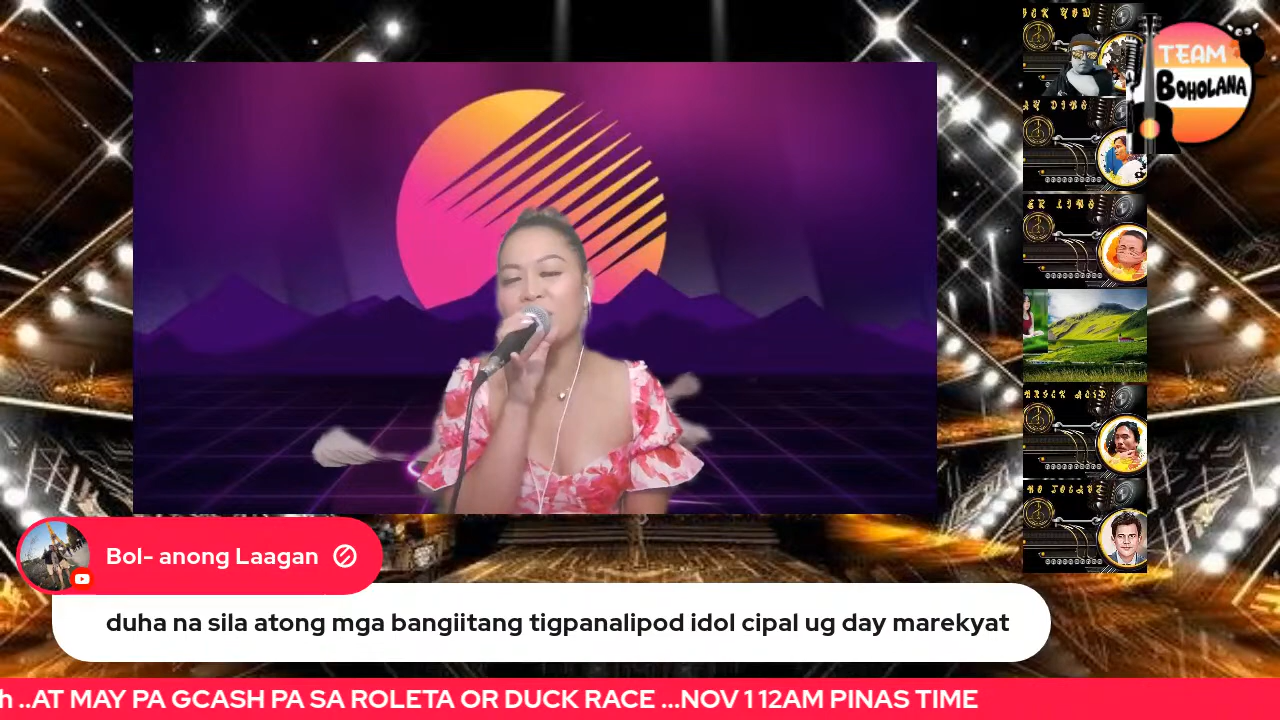 TEAM
BOHOLANA
Bol- anong Laagan
duha na sila atong mga bangiitang tigpanalipod idol cipal ug day marekyat
h ..AT MAY PA GCASH PA SA ROLETA OR DUCK RACE ...NOV 1 12AM PINAS TIME